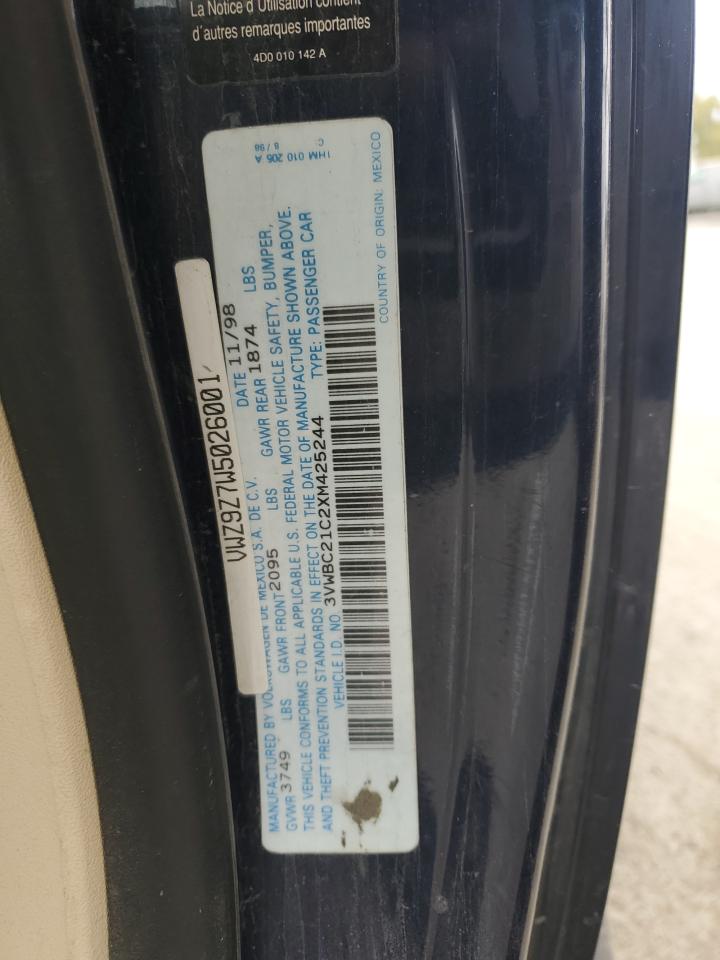 La Notice d'Utilisation contient
d'autres remarques importantes
4D0 010 142 A
1HM 010 206 A C
8 / 98
VWZ9Z7W5026001
MANUFACTURED BY VOLKSWAGEN DE MEXICO S.A. DE C.V. DATE 11/98
GVWR 3749 LBS GAWR FRONT 2095 LBS GAWR REAR 1874 LBS
THIS VEHICLE CONFORMS TO ALL APPLICABLE U.S. FEDERAL MOTOR VEHICLE SAFETY, BUMPER,
AND THEFT PREVENTION STANDARDS IN EFFECT ON THE DATE OF MANUFACTURE SHOWN ABOVE.
VEHICLE I.D. NO. 3VWBC21C2XM425244 TYPE: PASSENGER CAR
COUNTRY OF ORIGIN: MEXICO